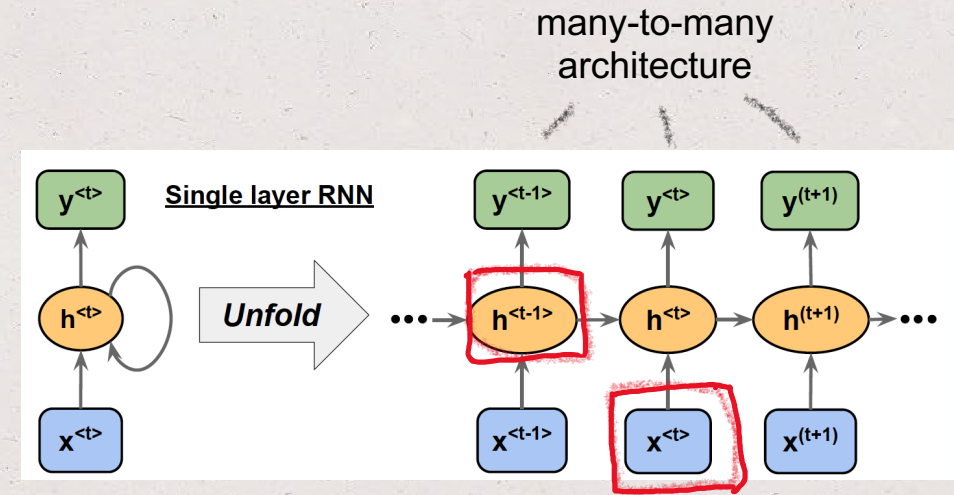 many-to-many
architecture
y<t>
Single layer RNN
y<t-1>
y<t>
y(t+1)
h<t>
Unfold
•••
h<t-1>
h<t>
h(t+1)
•••
x<t>
x<t-1>
x<t>
x(t+1)